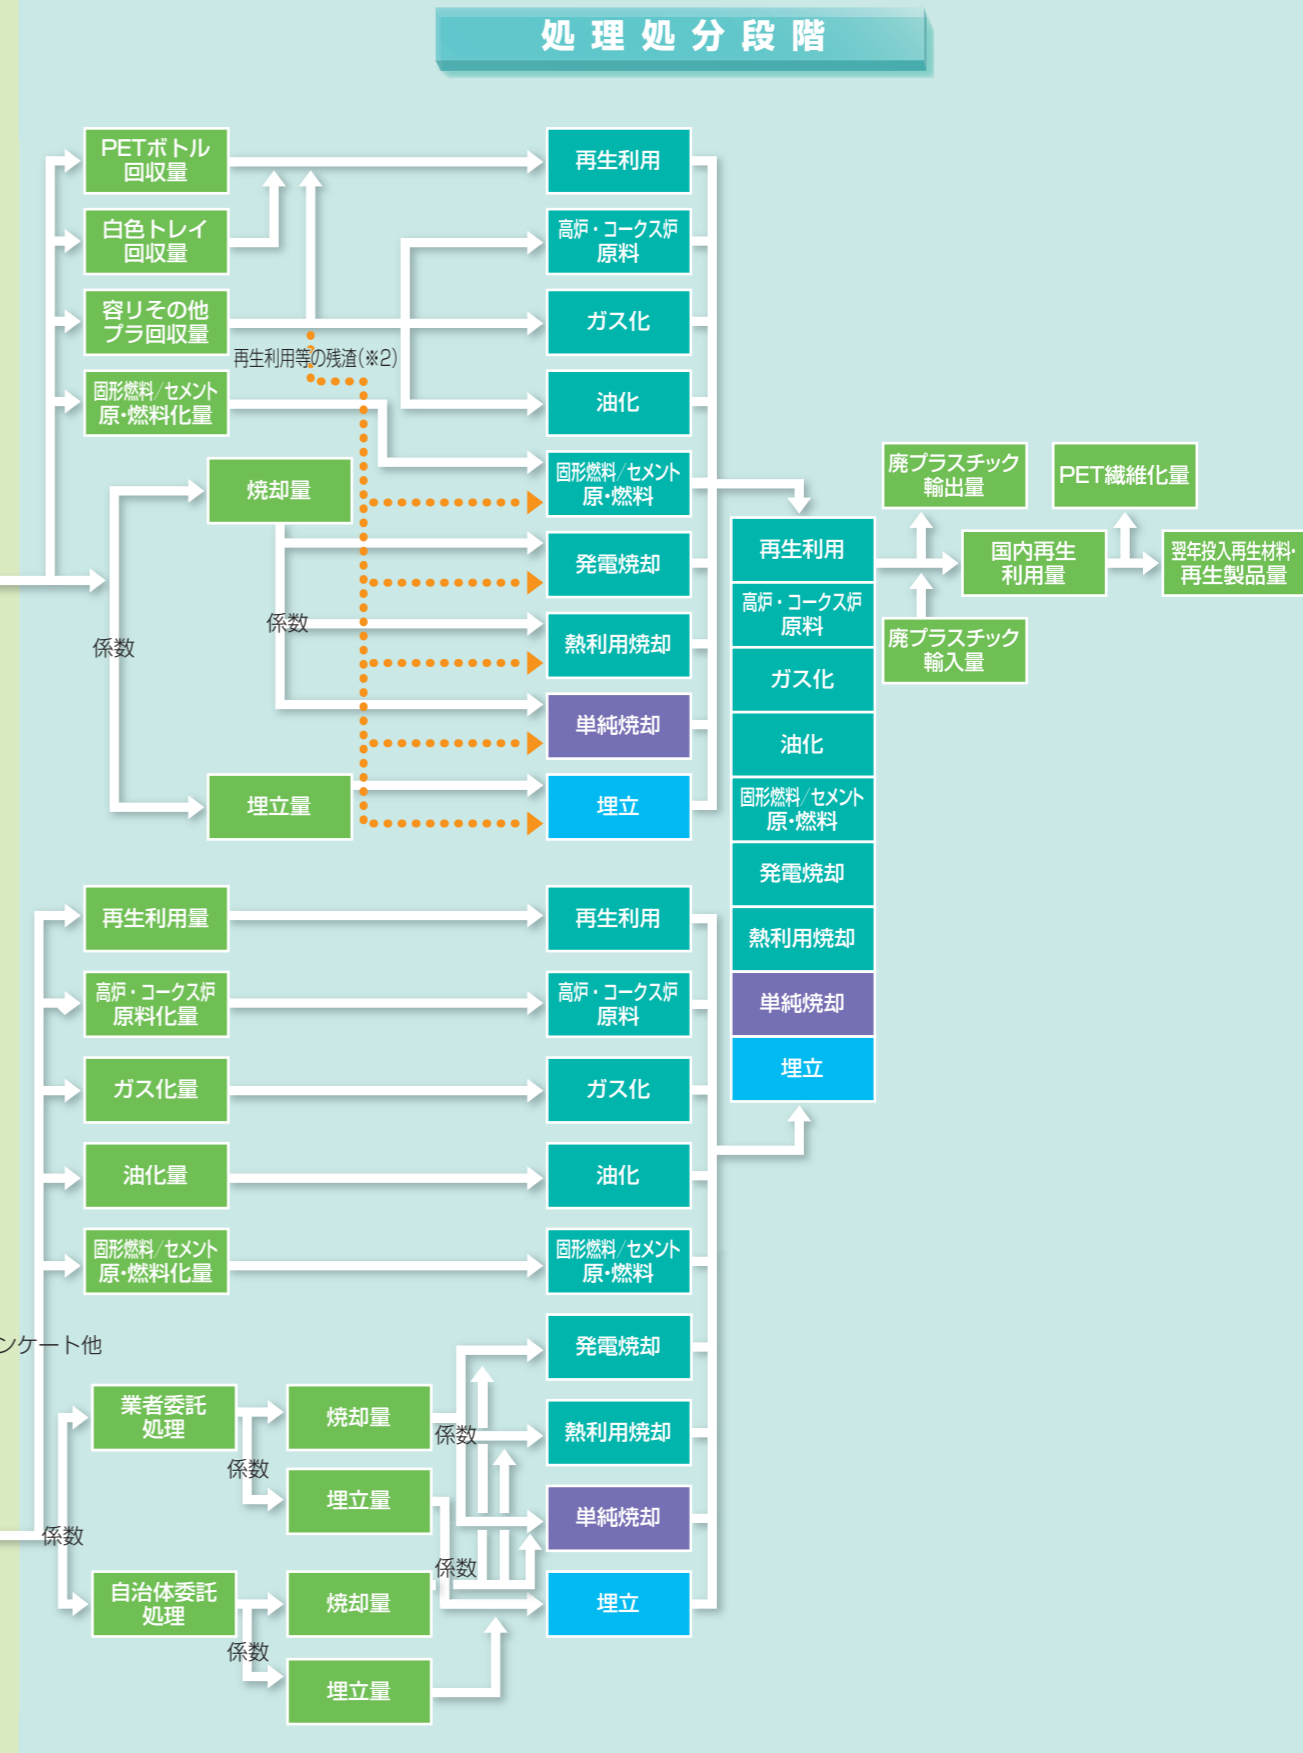 処理処分段階
PETボトル
回収量
白色トレイ
回収量
容リその他
プラ回収量
再生利用等の残渣(※2)
固形燃料/セメント
原・燃料化量
焼却量
係数
係数
埋立量
再生利用
高炉・コークス炉
原料
ガス化
油化
固形燃料/セメント
原・燃料
発電焼却
熱利用焼却
単純焼却
埋立
再生利用
高炉・コークス炉
原料
ガス化
油化
固形燃料/セメント
原・燃料
発電焼却
熱利用焼却
単純焼却
埋立
廃プラスチック
輸出量
PET繊維化量
国内再生
利用量
翌年投入再生材料・
再生製品量
廃プラスチック
輸入量
再生利用量
高炉・コークス炉
原料化量
ガス化量
油化量
固形燃料/セメント
原・燃料化量
ンケート他
業者委託
処理
係数
焼却量
埋立量
係数
自治体委託
処理
係数
焼却量
埋立量
係数
係数
再生利用
高炉・コークス炉
原料
ガス化
油化
固形燃料/セメント
原・燃料
発電焼却
熱利用焼却
単純焼却
埋立